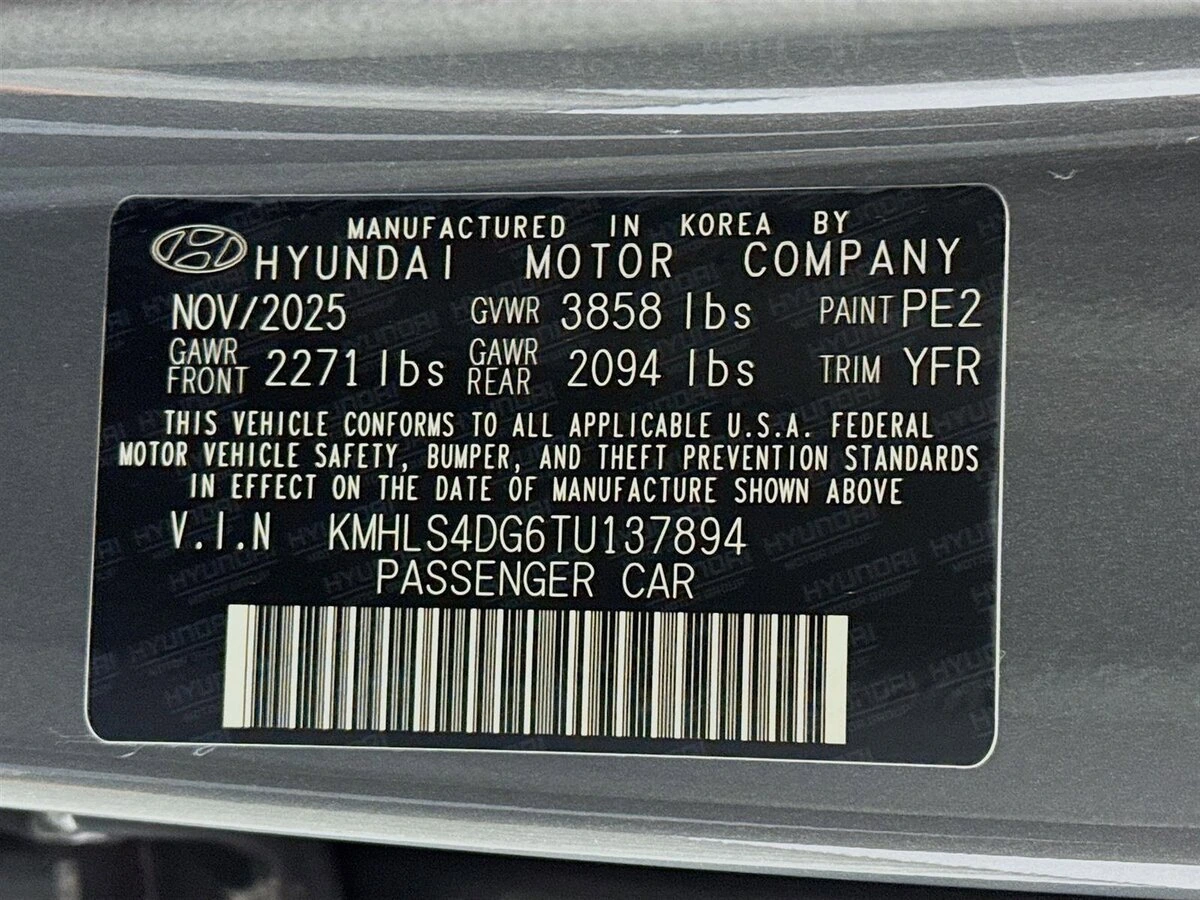 MANUFACTURED IN KOREA BY
HYUNDAI MOTOR COMPANY
NOV/2025 GVWR 3858 lbs PAINT PE2
GAWR FRONT 2271 lbs GAWR REAR 2094 lbs TRIM YFR
THIS VEHICLE CONFORMS TO ALL APPLICABLE U.S.A. FEDERAL
MOTOR VEHICLE SAFETY, BUMPER, AND THEFT PREVENTION STANDARDS
IN EFFECT ON THE DATE OF MANUFACTURE SHOWN ABOVE
V.I.N KMHLS4DG6TU137894
PASSENGER CAR